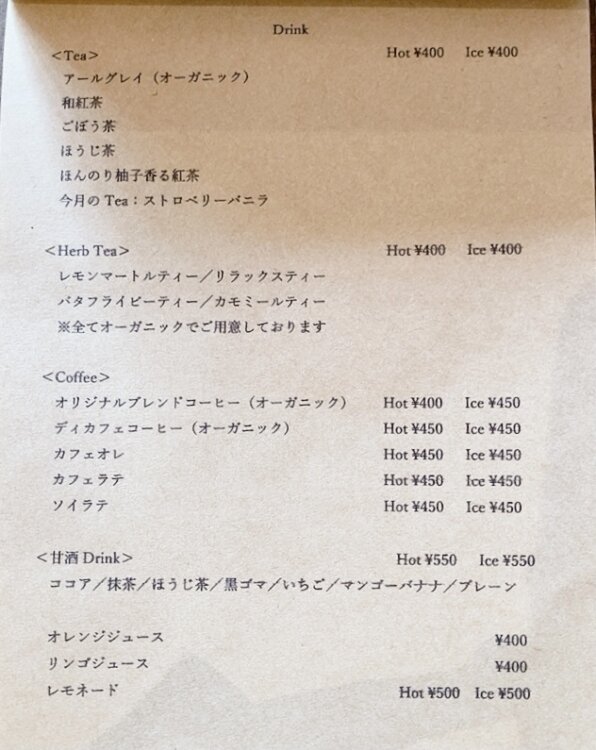 Drink
＜Tea＞ Hot ¥400 Ice ¥400
アールグレイ（オーガニック）
和紅茶
ごぼう茶
ほうじ茶
ほんのり柚子香る紅茶
今月の Tea：ストロベリーバニラ
＜Herb Tea＞ Hot ¥400 Ice ¥400
レモンマートルティー／リラックスティー
バタフライピーティー／カモミールティー
※全てオーガニックでご用意しております
＜Coffee＞
オリジナルブレンドコーヒー（オーガニック） Hot ¥400 Ice ¥450
ディカフェコーヒー（オーガニック） Hot ¥450 Ice ¥450
カフェオレ Hot ¥450 Ice ¥450
カフェラテ Hot ¥450 Ice ¥450
ソイラテ Hot ¥450 Ice ¥450
＜甘酒 Drink＞ Hot ¥550 Ice ¥550
ココア／抹茶／ほうじ茶／黒ゴマ／いちご／マンゴーバナナ／プレーン
オレンジジュース ¥400
リンゴジュース ¥400
レモネード Hot ¥500 Ice ¥500